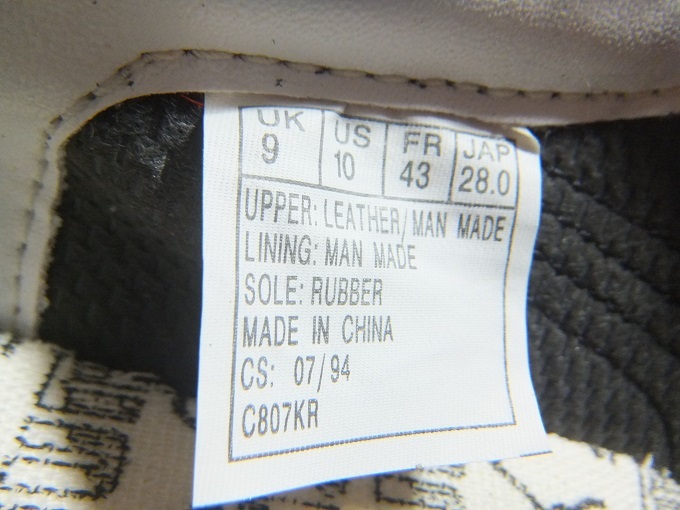 UK US FR JAP
9 10 43 28.0
UPPER: LEATHER/MAN MADE
LINING: MAN MADE
SOLE: RUBBER
MADE IN CHINA
CS: 07/94
C807KR